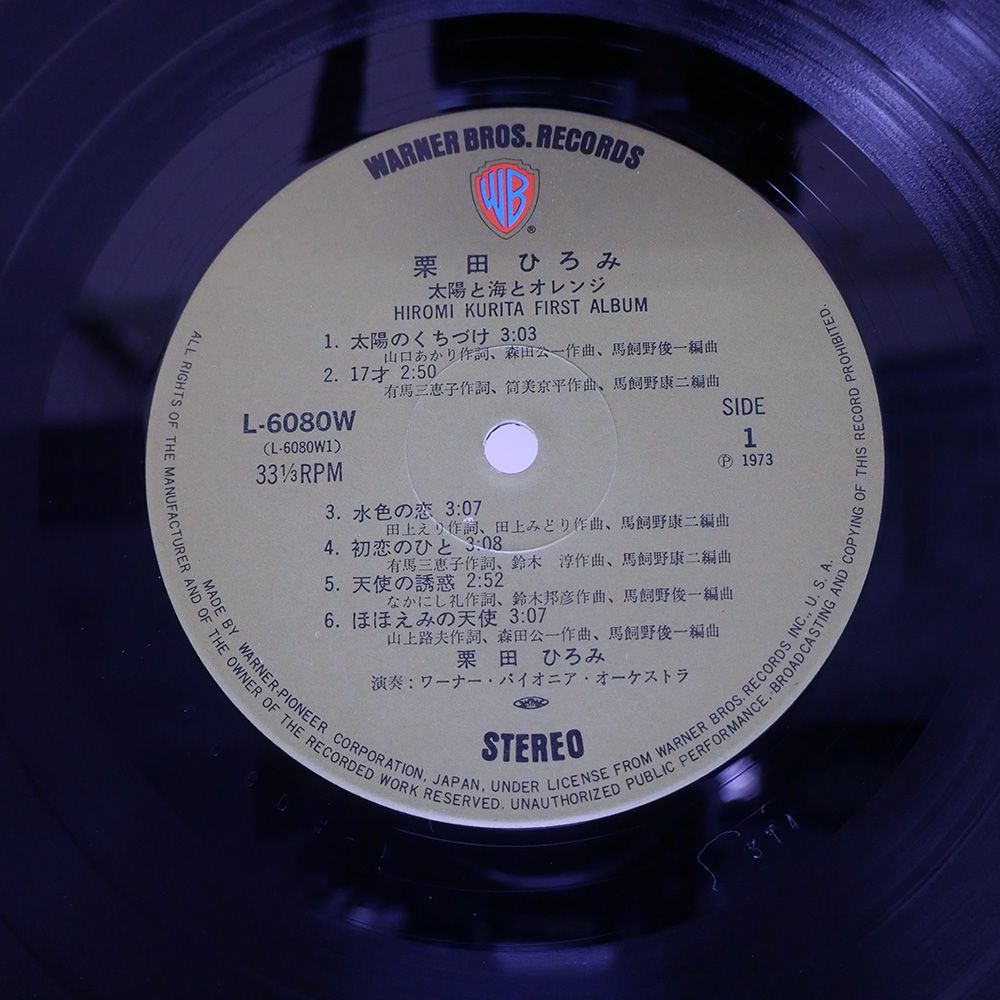 WARNER BROS. RECORDS
WB
®
栗田ひろみ
太陽と海とオレンジ
HIROMI KURITA FIRST ALBUM
1. 太陽のくちづけ 3:03
山口あかり作詞、森田公一作曲、馬飼野俊一編曲
2. 17才 2:50
有馬三恵子作詞、筒美京平作曲、馬飼野康二編曲
L-6080W
(L-6080W1)
33⅓RPM
SIDE
1
Ⓟ 1973
3. 水色の恋 3:07
田上えり作詞、田上みどり作曲、馬飼野康二編曲
4. 初恋のひと 3:08
有馬三恵子作詞、鈴木 淳作曲、馬飼野康二編曲
5. 天使の誘惑 2:52
なかにし礼作詞、鈴木邦彦作曲、馬飼野俊一編曲
6. ほほえみの天使 3:07
山上路夫作詞、森田公一作曲、馬飼野俊一編曲
栗田ひろみ
演奏:ワーナー・パイオニア・オーケストラ
STEREO
MADE BY WARNER-PIONEER CORPORATION, JAPAN, UNDER LICENSE FROM WARNER BROS. RECORDS INC., U. S. A.
ALL RIGHTS OF THE MANUFACTURER AND OF THE OWNER OF THE RECORDED WORK RESERVED. UNAUTHORIZED PUBLIC PERFORMANCE, BROADCASTING AND COPYING OF THIS RECORD PROHIBITED.